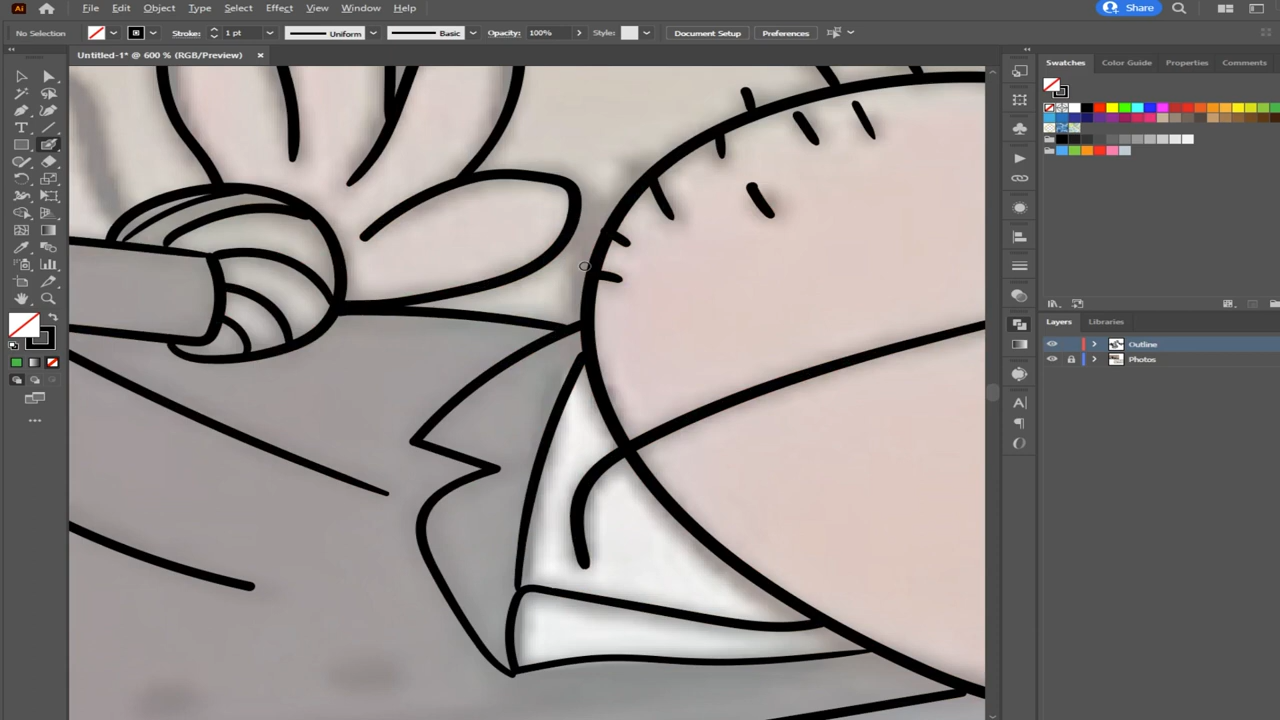 Ai File Edit Object Type Select Effect View Window Help Share
No Selection Stroke: 1 pt Uniform Basic Opacity: 100% Style: Document Setup Preferences
Untitled-1* @ 600 % (RGB/Preview) ×
Swatches Color Guide Properties Comments
Layers Libraries
Outline
Photos